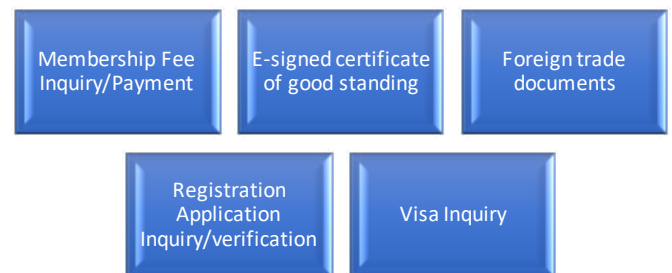 Membership Fee
Inquiry/Payment
E-signed certificate
of good standing
Foreign trade
documents
Registration
Application
Inquiry/verification
Visa Inquiry